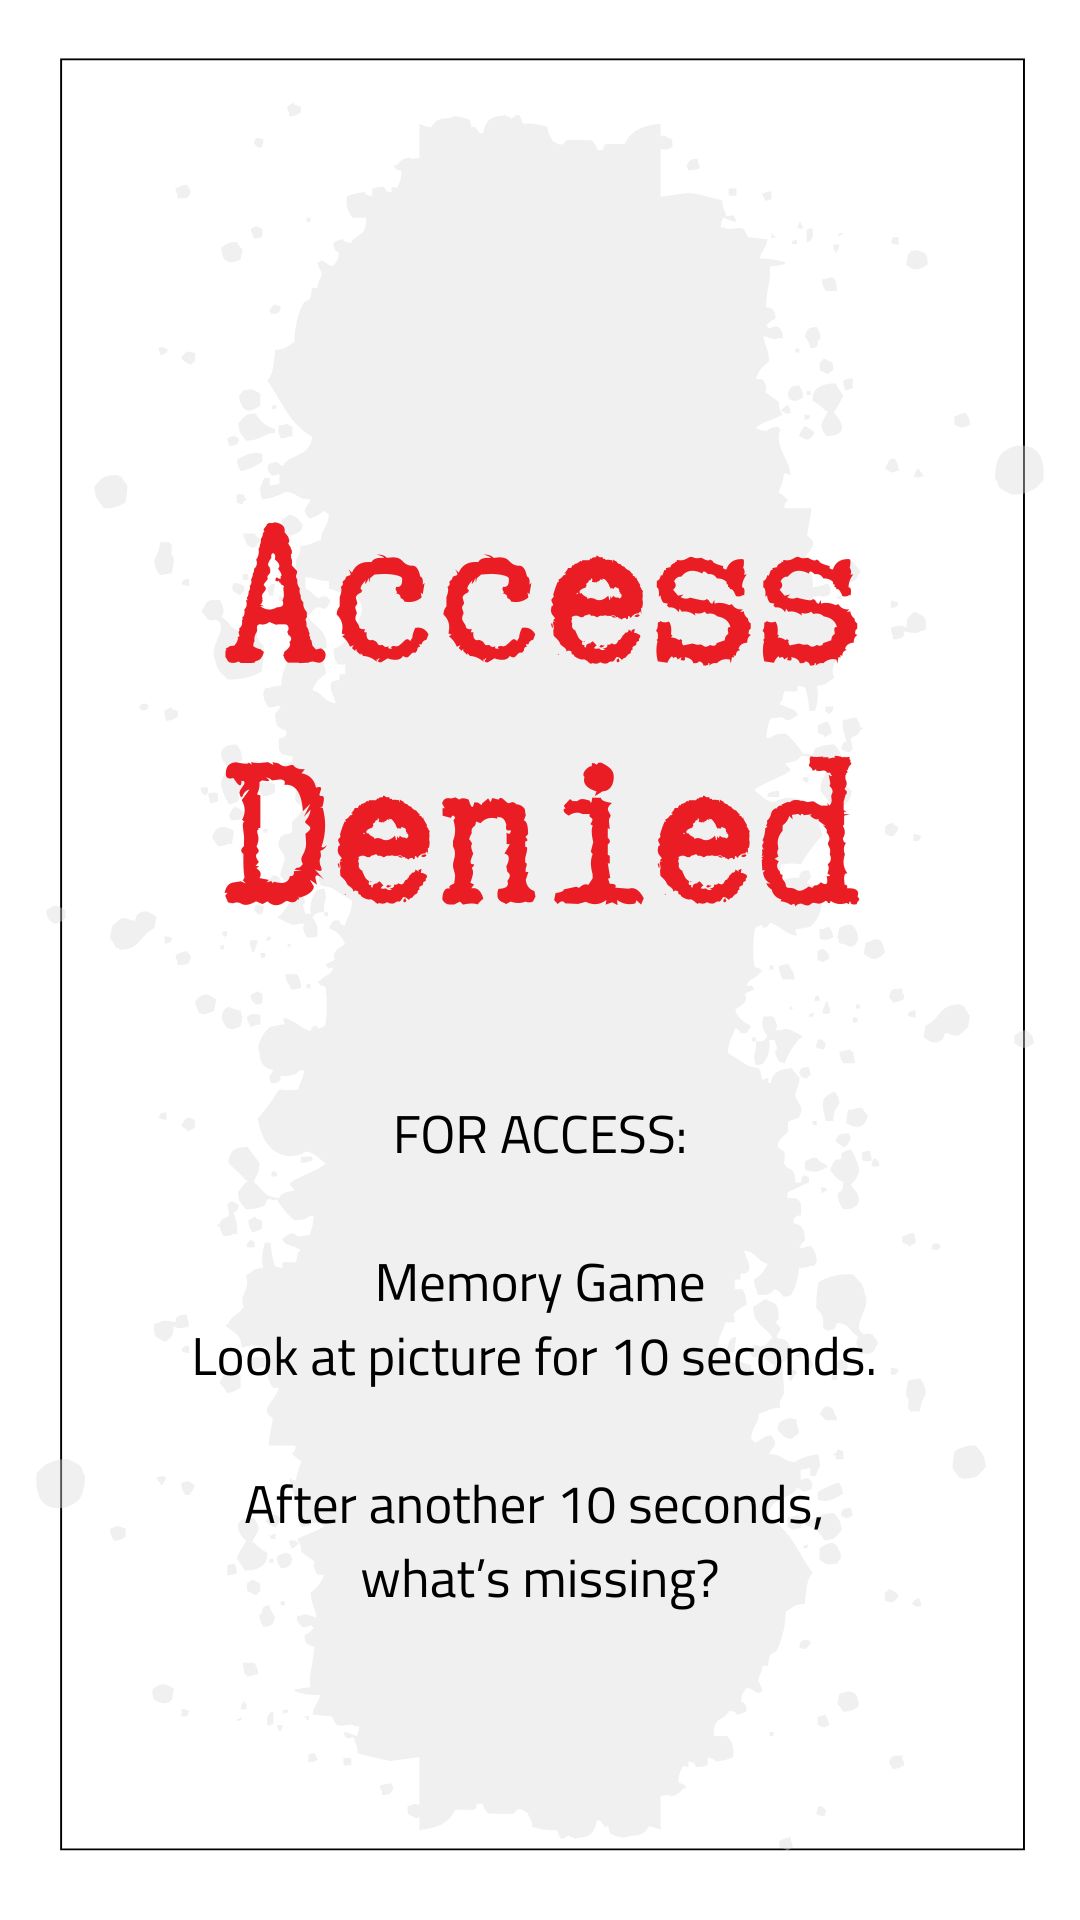 Access
Denied
FOR ACCESS:
Memory Game
Look at picture for 10 seconds.
After another 10 seconds,
what’s missing?